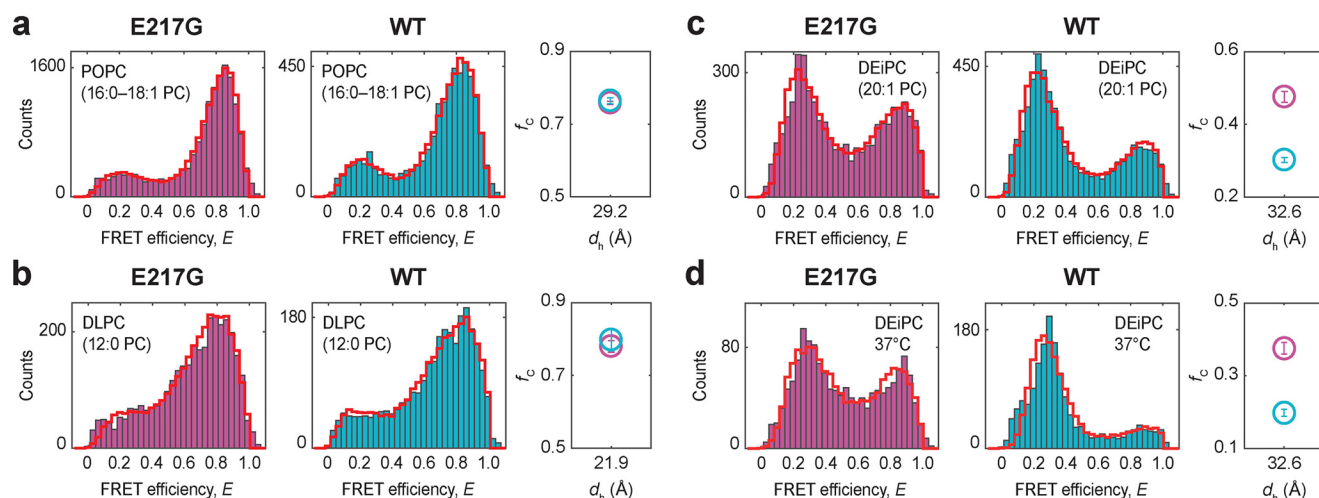 a
E217G
WT
POPC
(16:0–18:1 PC)
1600
0
Counts
0 0.2 0.4 0.6 0.8 1.0
FRET efficiency, E
POPC
(16:0–18:1 PC)
450
0
0 0.2 0.4 0.6 0.8 1.0
FRET efficiency, E
0.9
0.7
0.5
fC
29.2
dh (Å)
b
E217G
WT
DLPC
(12:0 PC)
200
0
Counts
0 0.2 0.4 0.6 0.8 1.0
FRET efficiency, E
DLPC
(12:0 PC)
180
0
0 0.2 0.4 0.6 0.8 1.0
FRET efficiency, E
0.9
0.7
0.5
fC
21.9
dh (Å)
c
E217G
WT
DEiPC
(20:1 PC)
300
0
Counts
0 0.2 0.4 0.6 0.8 1.0
FRET efficiency, E
DEiPC
(20:1 PC)
450
0
0 0.2 0.4 0.6 0.8 1.0
FRET efficiency, E
0.6
0.4
0.2
fC
32.6
dh (Å)
d
E217G
WT
DEiPC
37°C
80
0
Counts
0 0.2 0.4 0.6 0.8 1.0
FRET efficiency, E
DEiPC
37°C
180
0
0 0.2 0.4 0.6 0.8 1.0
FRET efficiency, E
0.5
0.3
0.1
fC
32.6
dh (Å)